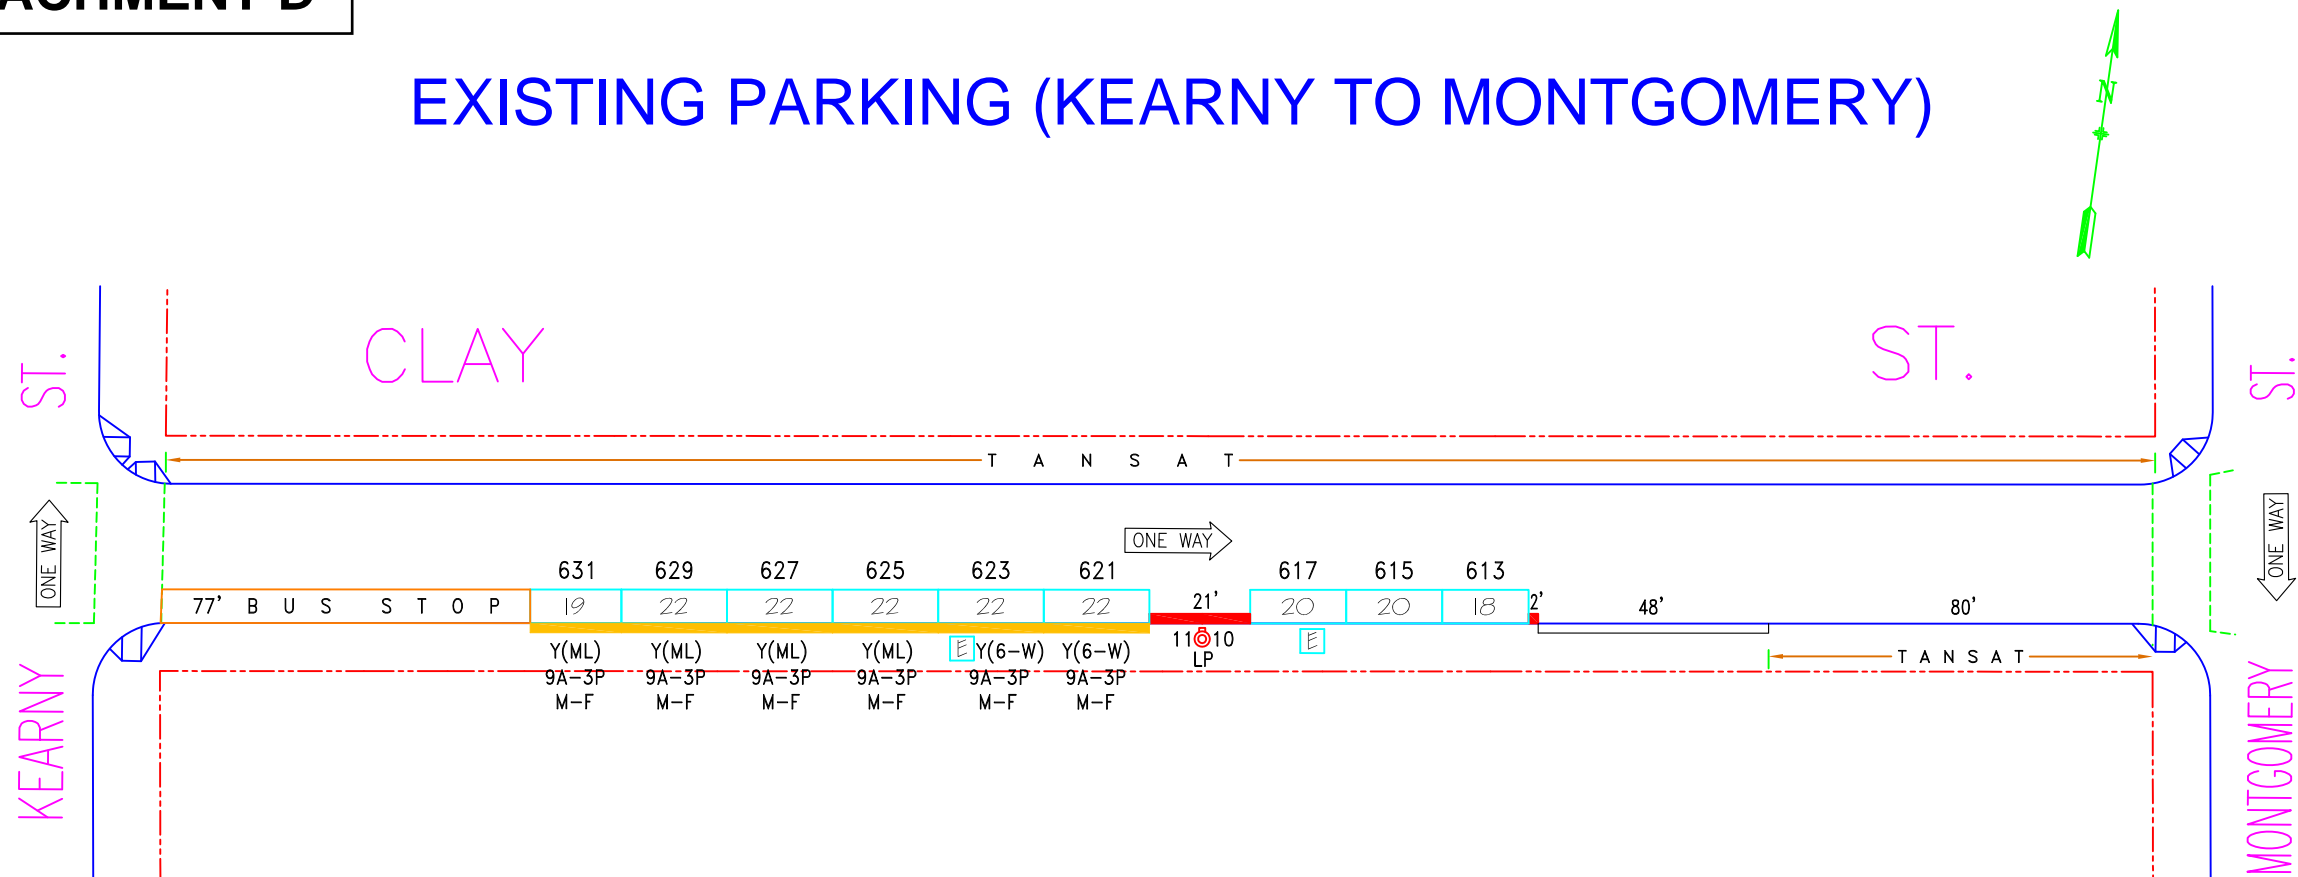 ACHMENT D
EXISTING PARKING (KEARNY TO MONTGOMERY)
N
CLAY ST.
ST.
ST.
T A N S A T
ONE WAY
ONE WAY
ONE WAY
631 629 627 625 623 621 617 615 613
77' B U S S T O P 19 22 22 22 22 22 21' 20 20 18 2' 48' 80'
11 10
LP
E
E
Y(ML) Y(ML) Y(ML) Y(ML) Y(6-W) Y(6-W)
9A-3P 9A-3P 9A-3P 9A-3P 9A-3P 9A-3P
M-F M-F M-F M-F M-F M-F
T A N S A T
KEARNY
MONTGOMERY